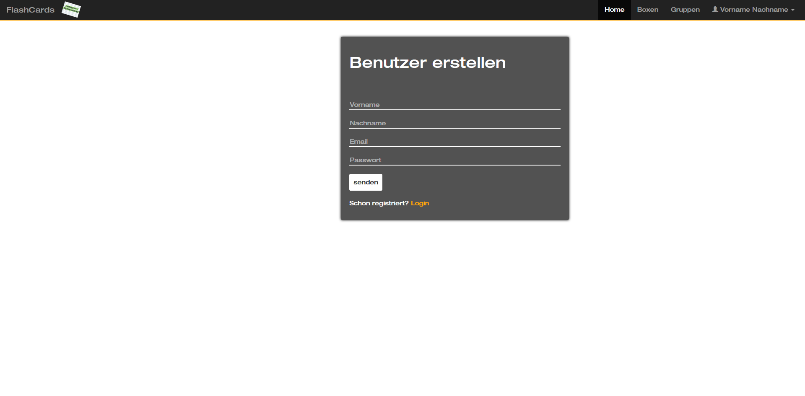 FlashCards
Home Boxen Gruppen Vorname Nachname
Benutzer erstellen
Vorname
Nachname
Email
Passwort
senden
Schon registriert? Login